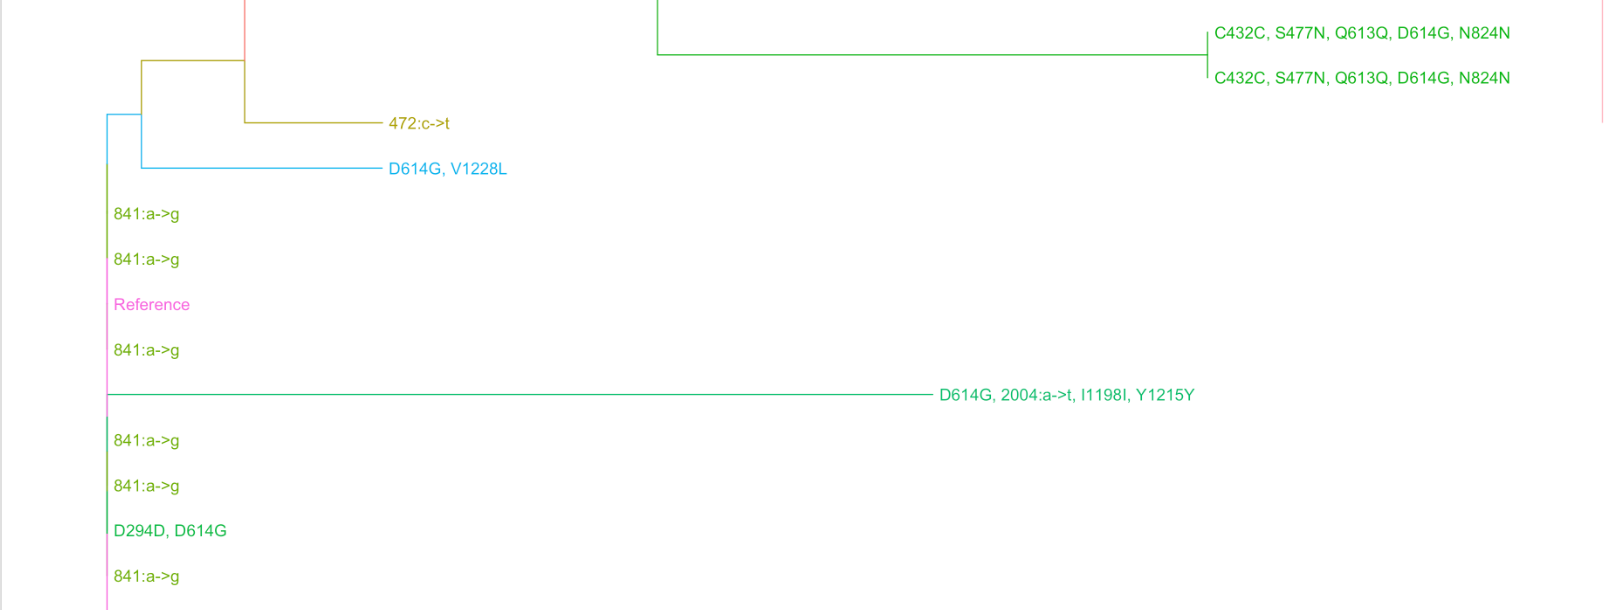 C432C, S477N, Q613Q, D614G, N824N
C432C, S477N, Q613Q, D614G, N824N
472:c->t
D614G, V1228L
841:a->g
841:a->g
Reference
841:a->g
D614G, 2004:a->t, I1198I, Y1215Y
841:a->g
841:a->g
D294D, D614G
841:a->g